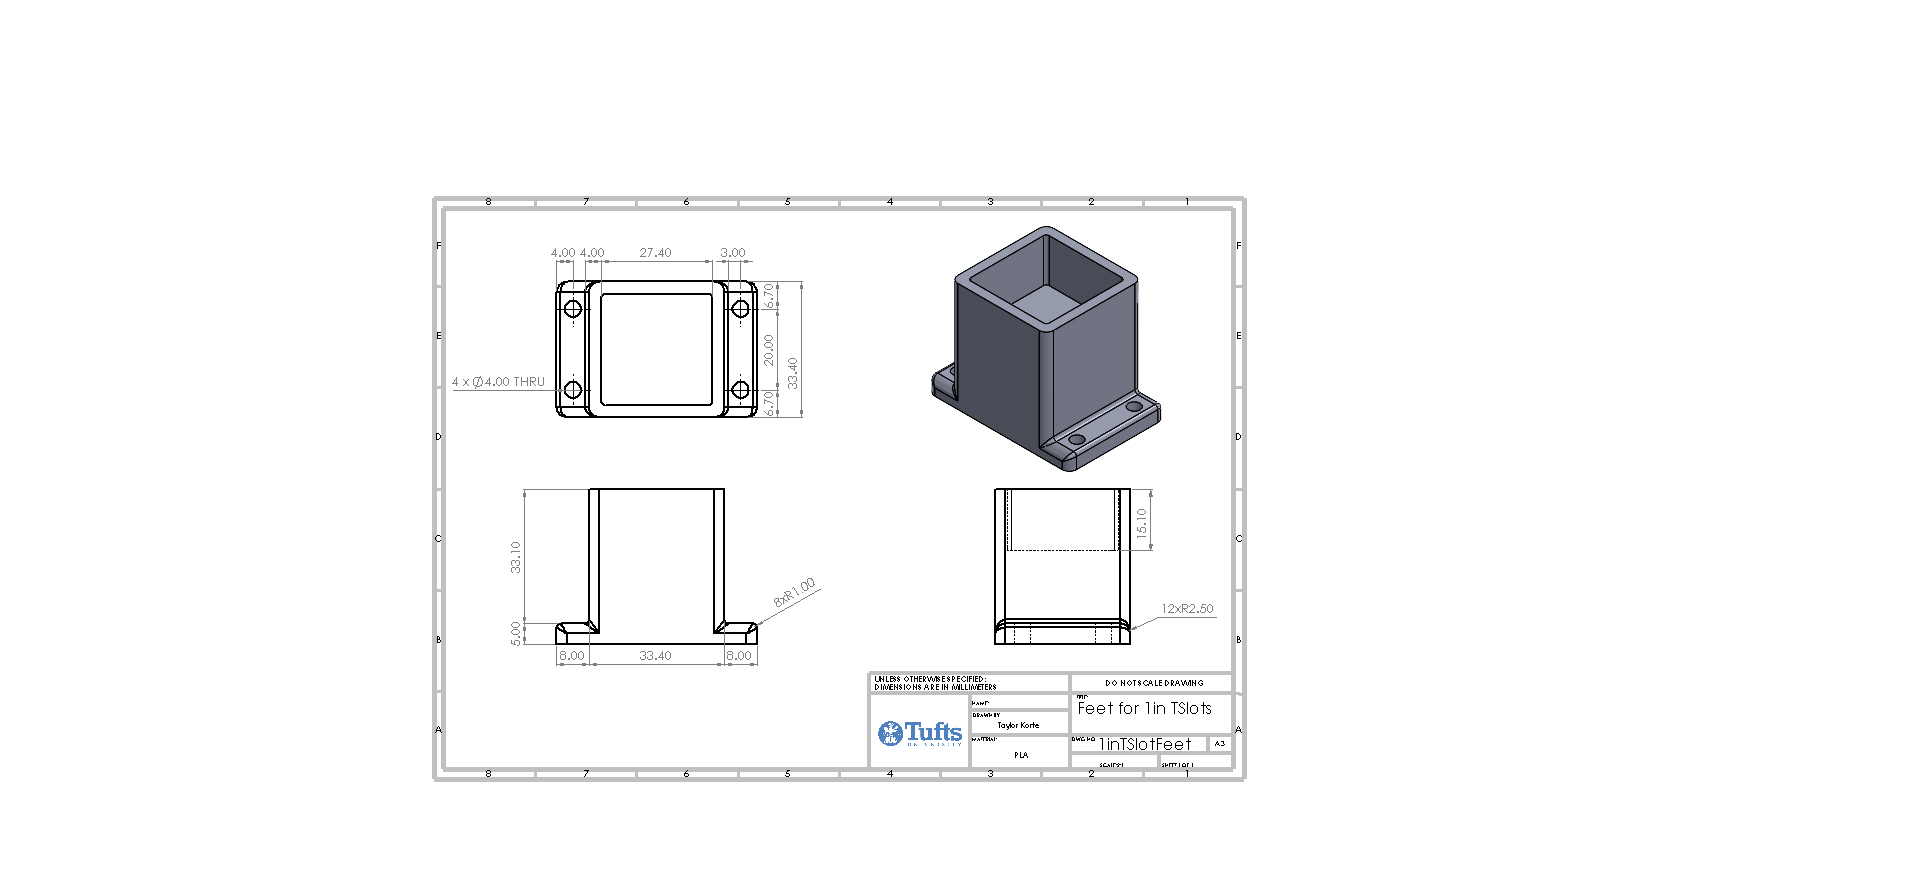 8 7 6 5 4 3 2 1
F F
4.00 4.00 27.40 3.00
6.70
20.00
33.40
6.70
4 x Ø4.00 THRU
E E
D D
33.10
5.00
8.00 33.40 8.00
8xR1.00
15.10
12xR2.50
C C
B B
UNLESS OTHERWISE SPECIFIED:
DIMENSIONS ARE IN MILLIMETERS
DO NOT SCALE DRAWING
NAME
TITLE:
Feet for 1in TSlots
DRAWN BY
Taylor Korte
Tufts
UNIVERSITY
MATERIAL:
PLA
DWG NO.
1inTSlotFeet
A3
SHEET 1 OF 1
A A
8 7 6 5 4 3 2 1